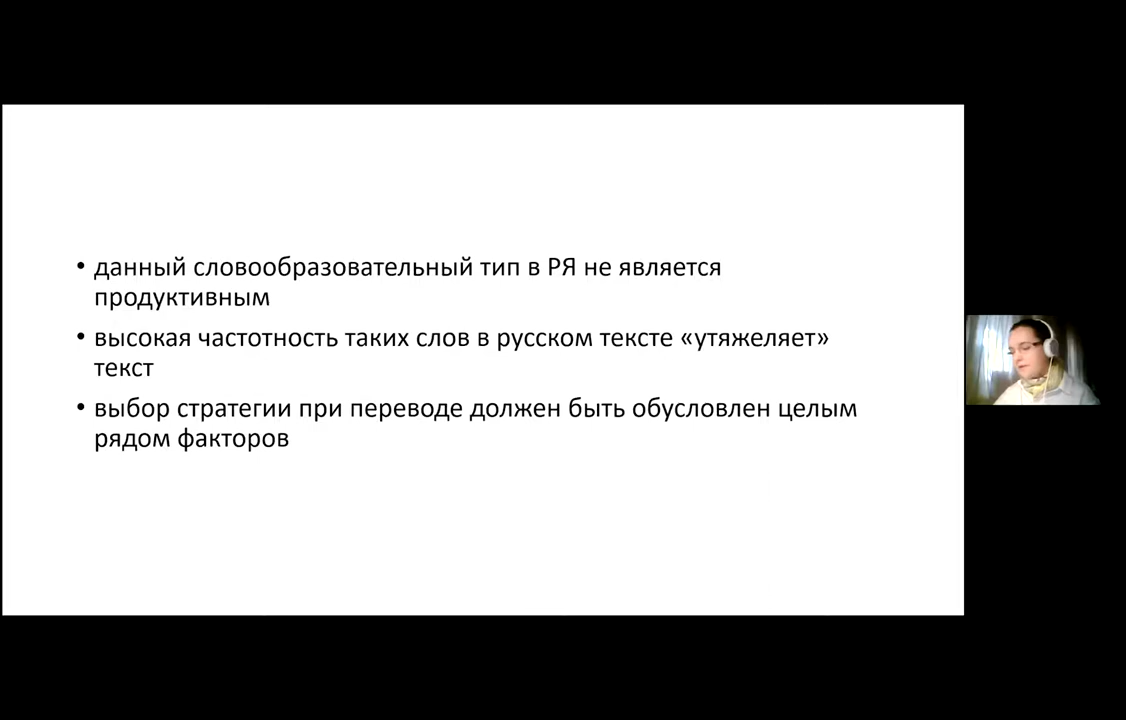 • данный словообразовательный тип в РЯ не является
продуктивным
• высокая частотность таких слов в русском тексте «утяжеляет»
текст
• выбор стратегии при переводе должен быть обусловлен целым
рядом факторов